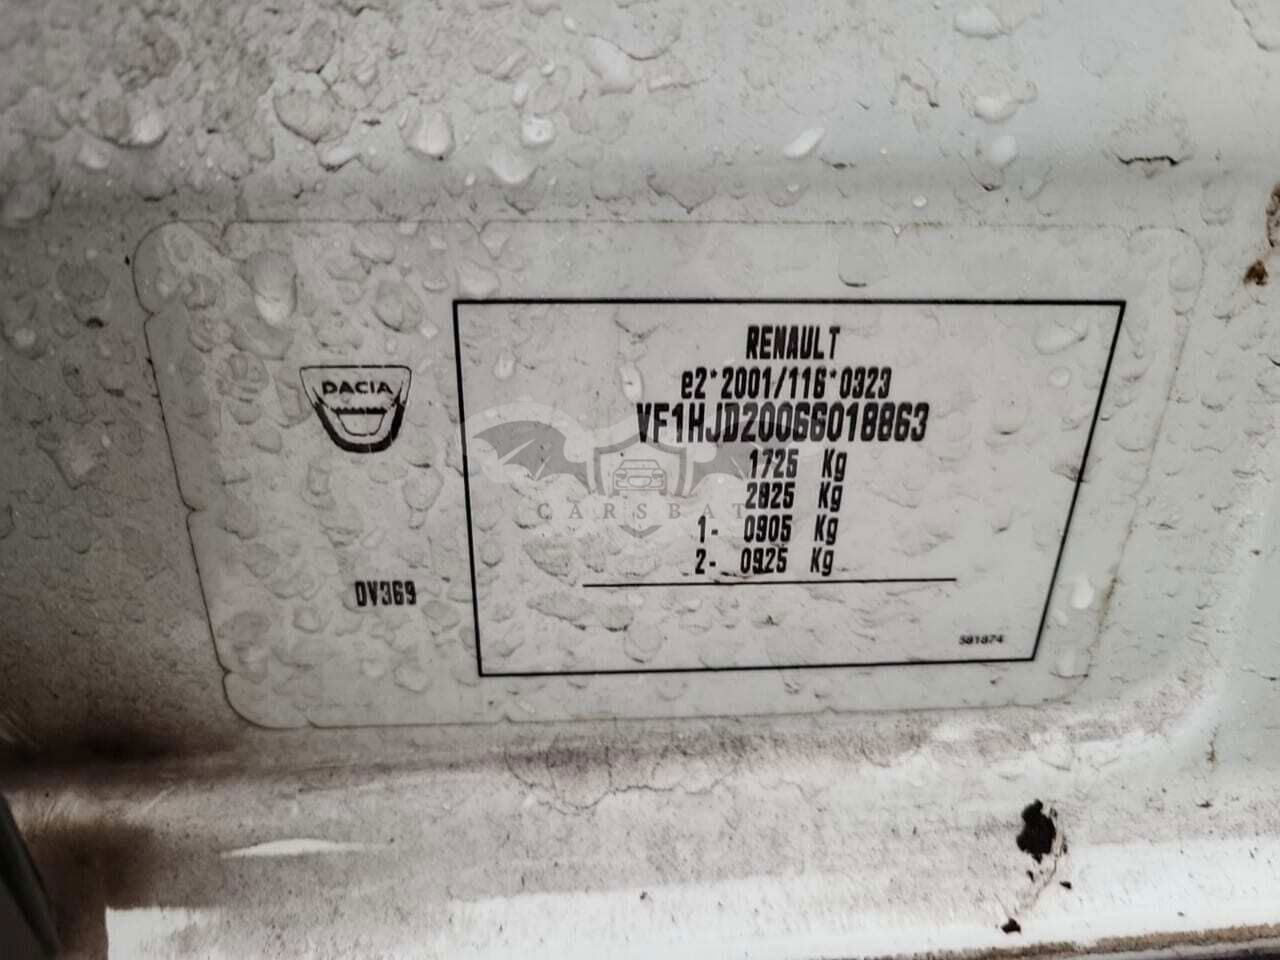 RENAULT
e2*2001/116*0323
VF1HJD20066018863
1725 Kg
2825 Kg
1- 0905 Kg
2- 0925 Kg
DACIA
CARSBAT
0V369
581874